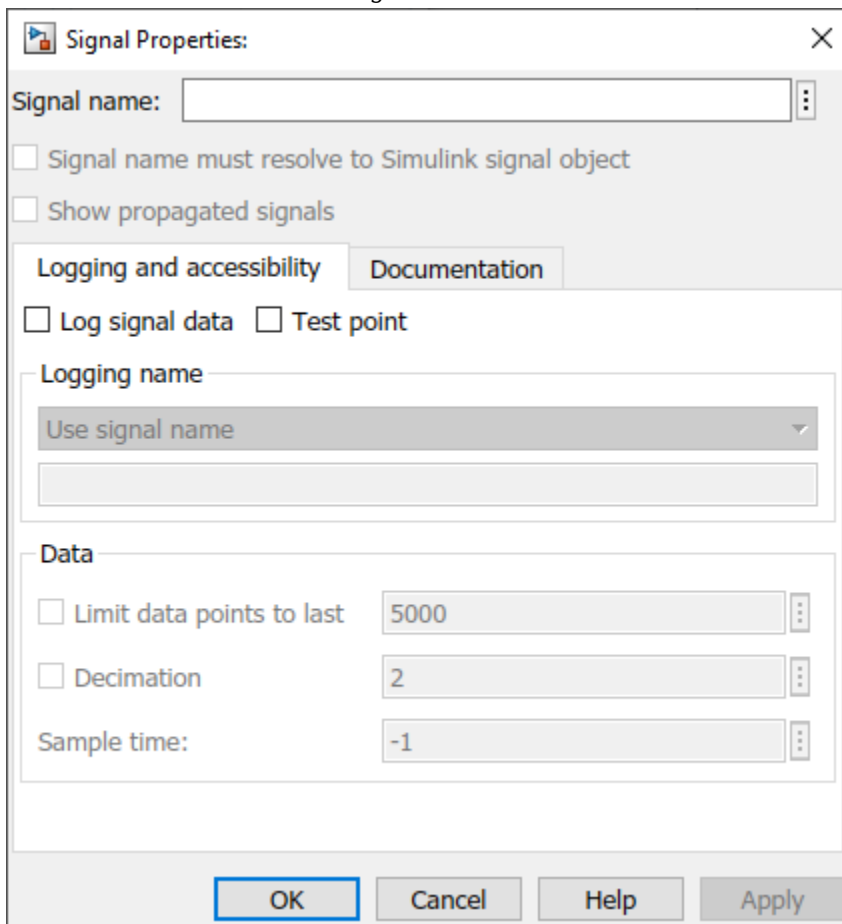 Signal Properties:
Signal name:
Signal name must resolve to Simulink signal object
Show propagated signals
Logging and accessibility Documentation
Log signal data Test point
Logging name
Use signal name
Data
Limit data points to last 5000
Decimation 2
Sample time: -1
OK Cancel Help Apply